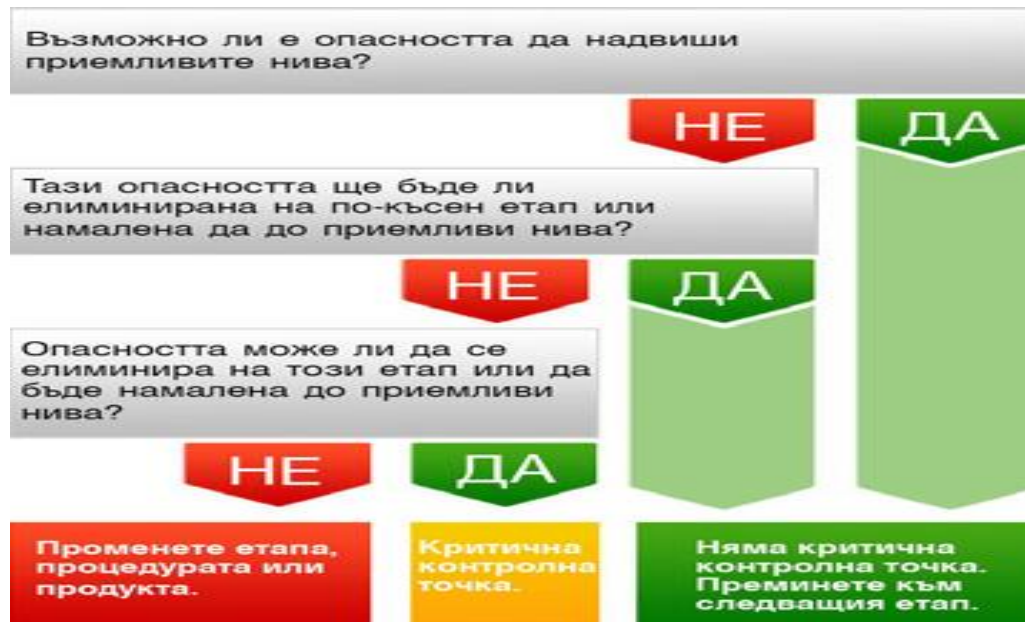 Възможно ли е опасността да надвиши
приемливите нива?
НЕ
ДА
Тази опасността ще бъде ли
елиминирана на по-късен етап или
намалена да до приемливи нива?
НЕ
ДА
Опасността може ли да се
елиминира на този етап или да
бъде намалена до приемливи
нива?
НЕ
ДА
Променете етапа,
процедурата или
продукта.
Критична
контролна
точка.
Няма критична
контролна точка.
Преминете към
следващия етап.